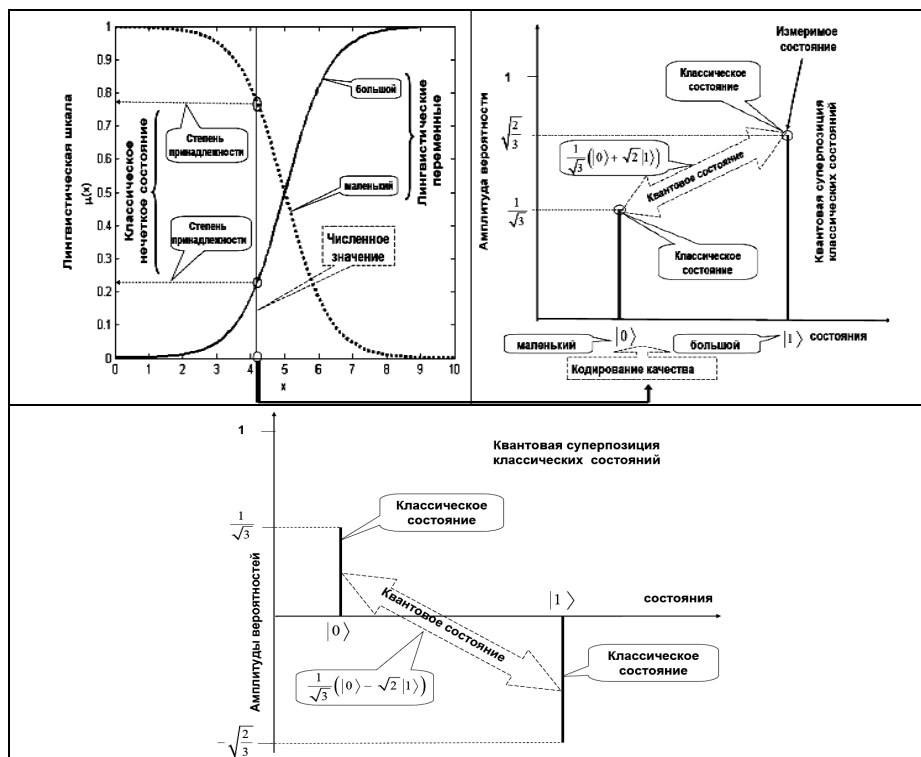 Лингвистическая шкала
μ(x)
1
0.9
0.8
0.7
0.6
0.5
0.4
0.3
0.2
0.1
0
0 1 2 3 4 5 6 7 8 9 10
x
Классическое
нечеткое состояние
Степень
принадлежности
Степень
принадлежности
большой
маленький
Лингвистические
переменные
Численное
значение
Амплитуда вероятности
1
√(2/3)
1/√3
Измеримое
состояние
Классическое
состояние
1/√3 (|0⟩ + √2 |1⟩)
Квантовое состояние
Классическое
состояние
Квантовая суперпозиция
классических состояний
маленький |0⟩ большой |1⟩ состояния
Кодирование качества
Амплитуды вероятностей
1
1/√3
−√(2/3)
Квантовая суперпозиция
классических состояний
Классическое
состояние
Квантовое состояние
|0⟩
|1⟩
состояния
1/√3 (|0⟩ − √2 |1⟩)
Классическое
состояние